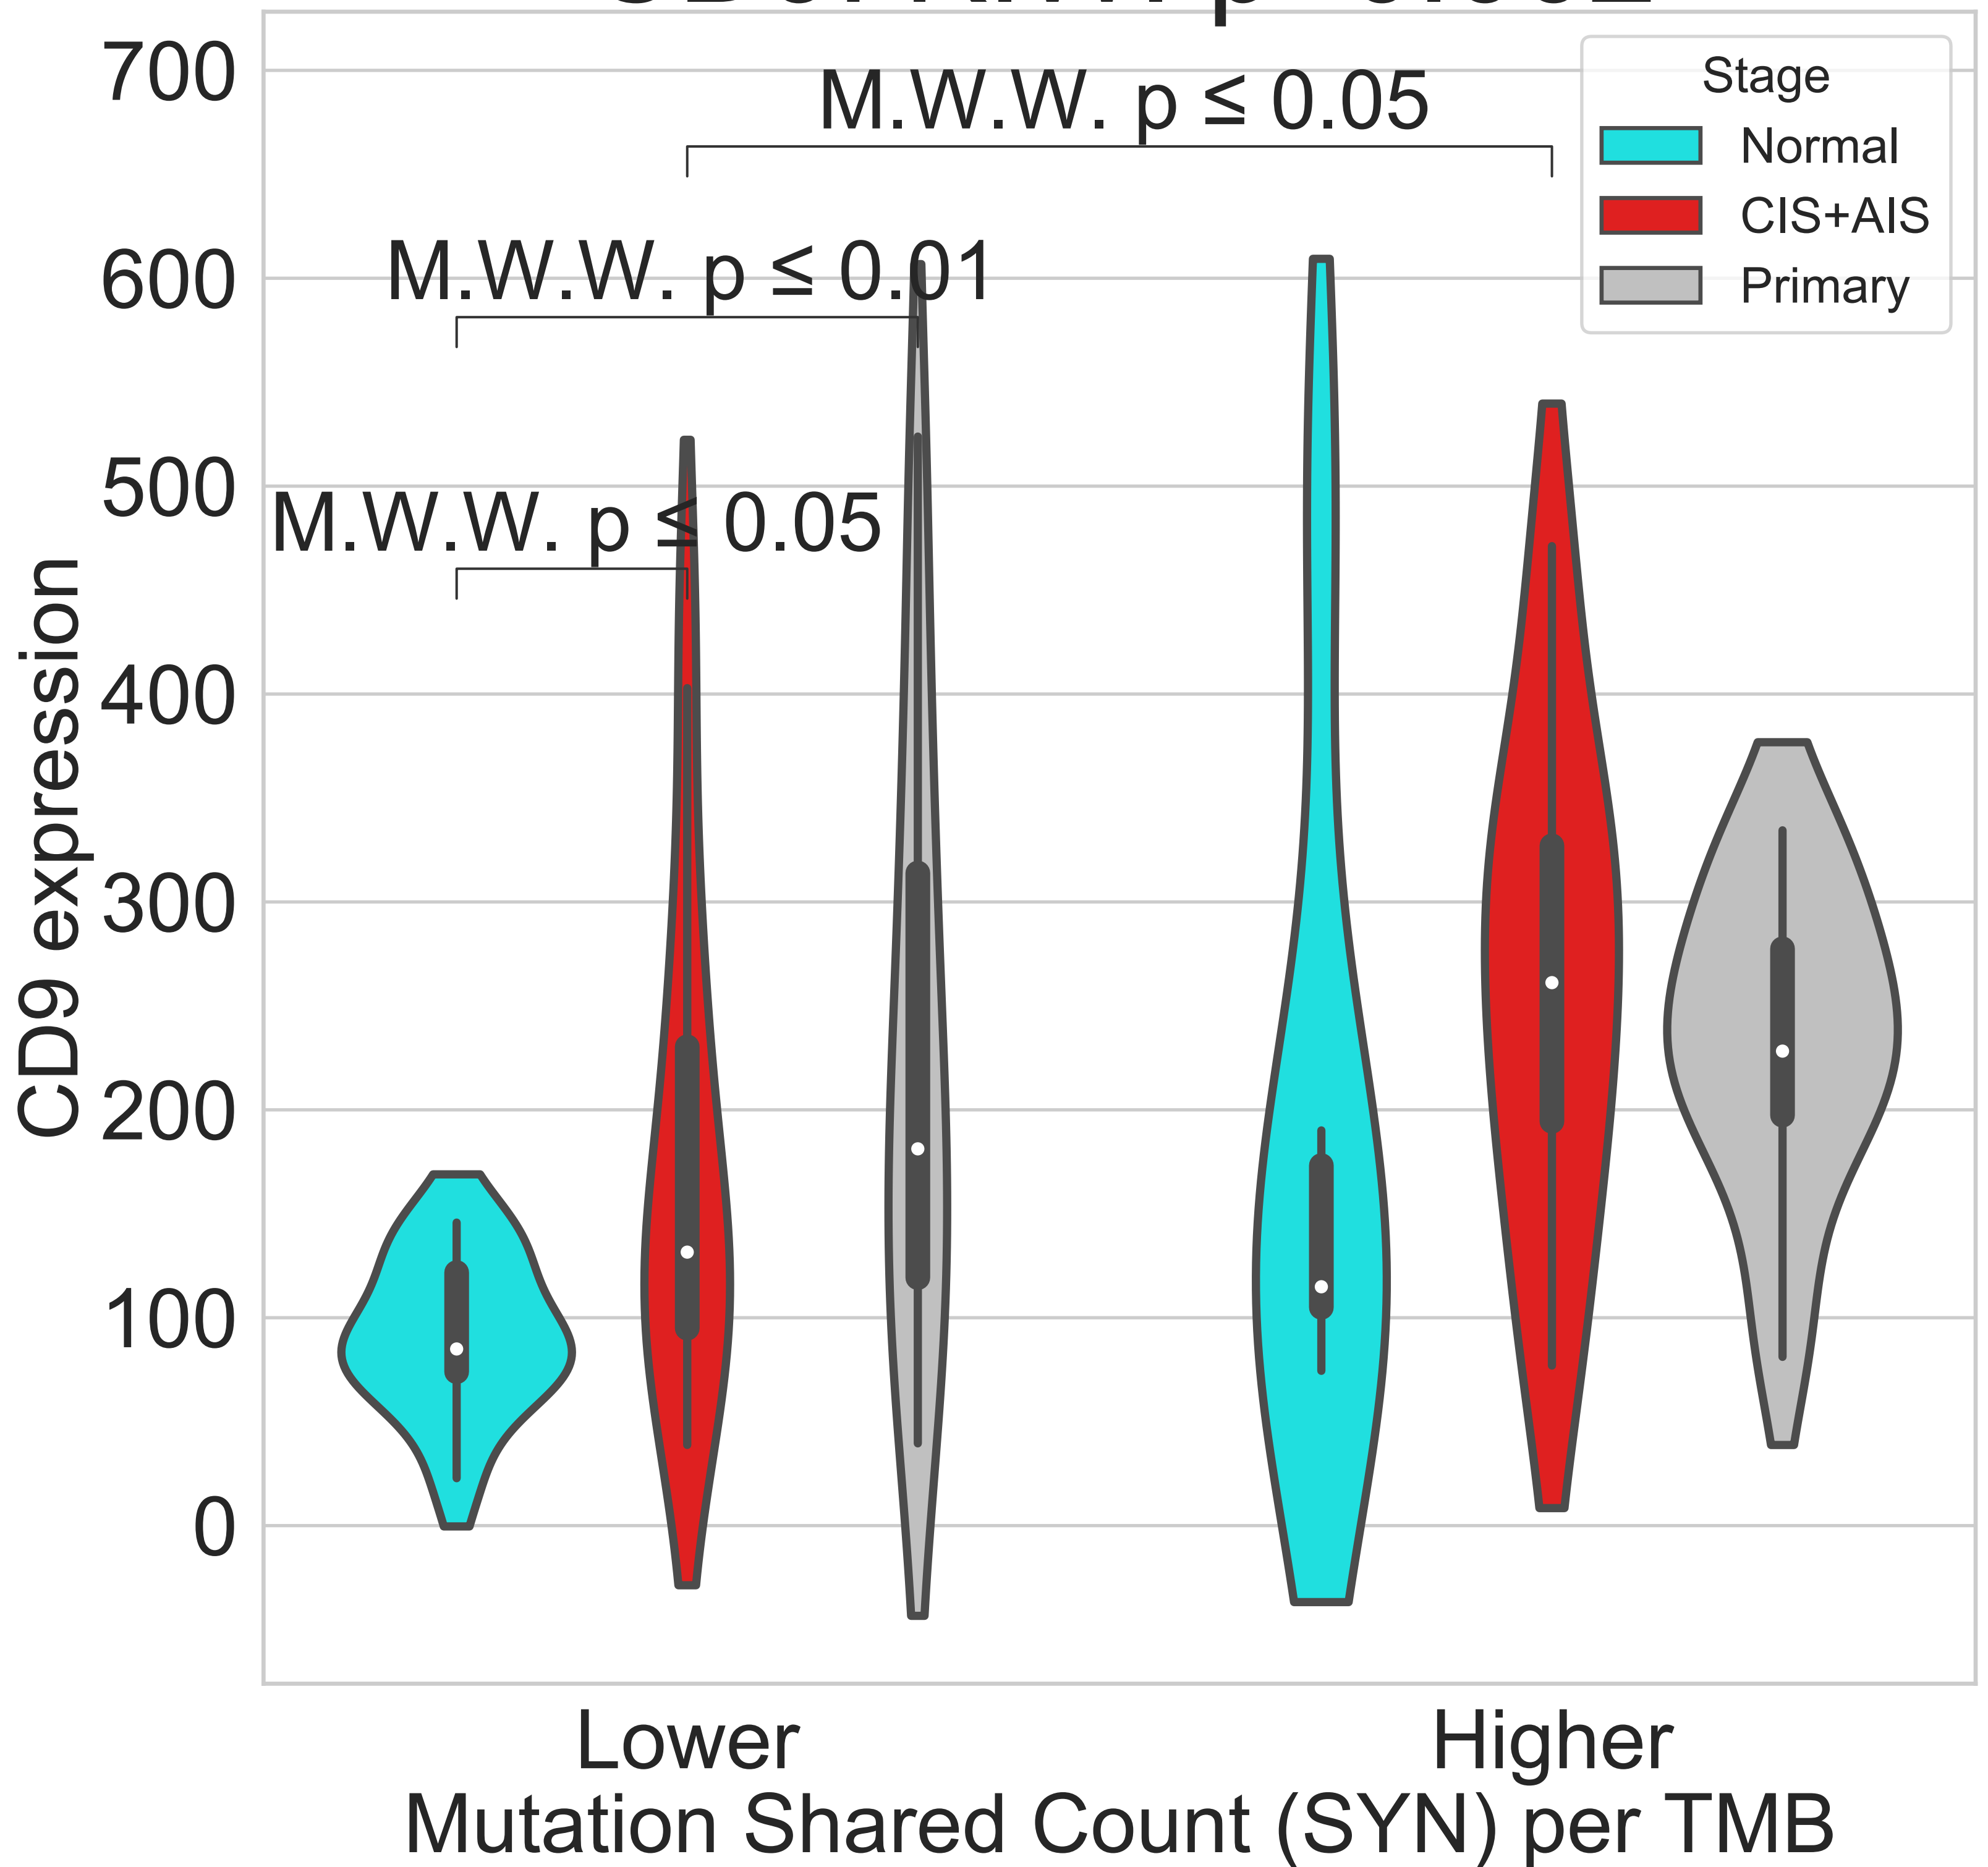 700
600
500
400
300
200
100
0
CD9 expression
M.W.W. p ≤ 0.05
M.W.W. p ≤ 0.01
M.W.W. p ≤ 0.05
Stage
Normal
CIS+AIS
Primary
Lower
Higher
Mutation Shared Count (SYN) per TMB